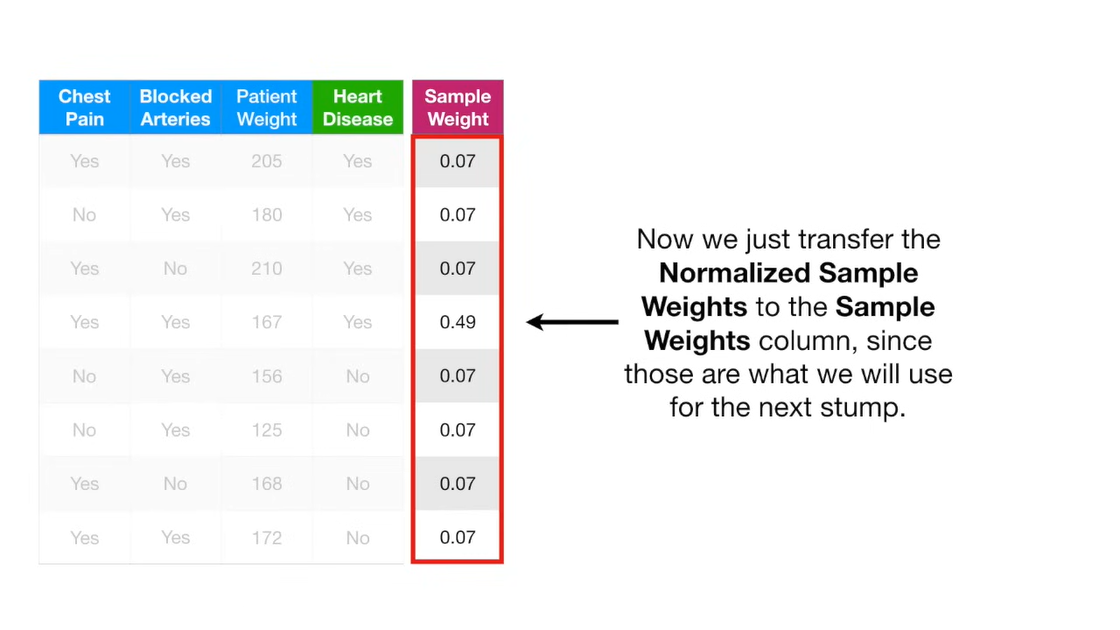 Chest Pain Blocked Arteries Patient Weight Heart Disease Sample Weight
Yes Yes 205 Yes 0.07
No Yes 180 Yes 0.07
Yes No 210 Yes 0.07
Yes Yes 167 Yes 0.49
No Yes 156 No 0.07
No Yes 125 No 0.07
Yes No 168 No 0.07
Yes Yes 172 No 0.07
Now we just transfer the
Normalized Sample
Weights to the Sample
Weights column, since
those are what we will use
for the next stump.